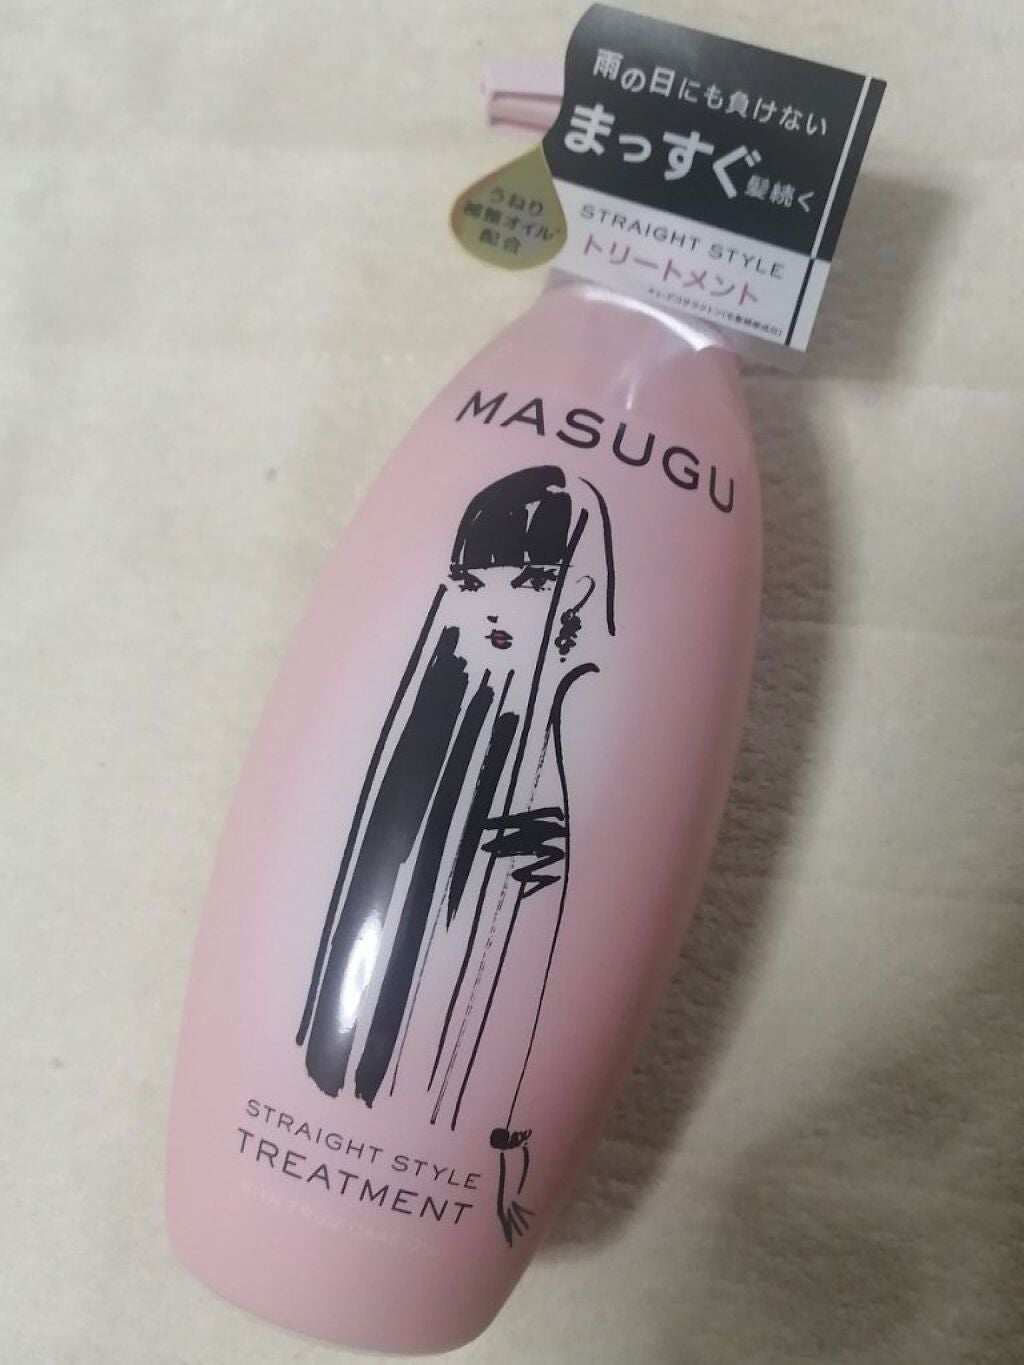 雨の日にも負けない
まっすぐ髪続く
うねり
補整オイル*
配合
STRAIGHT STYLE
トリートメント
MASUGU
STRAIGHT STYLE
TREATMENT